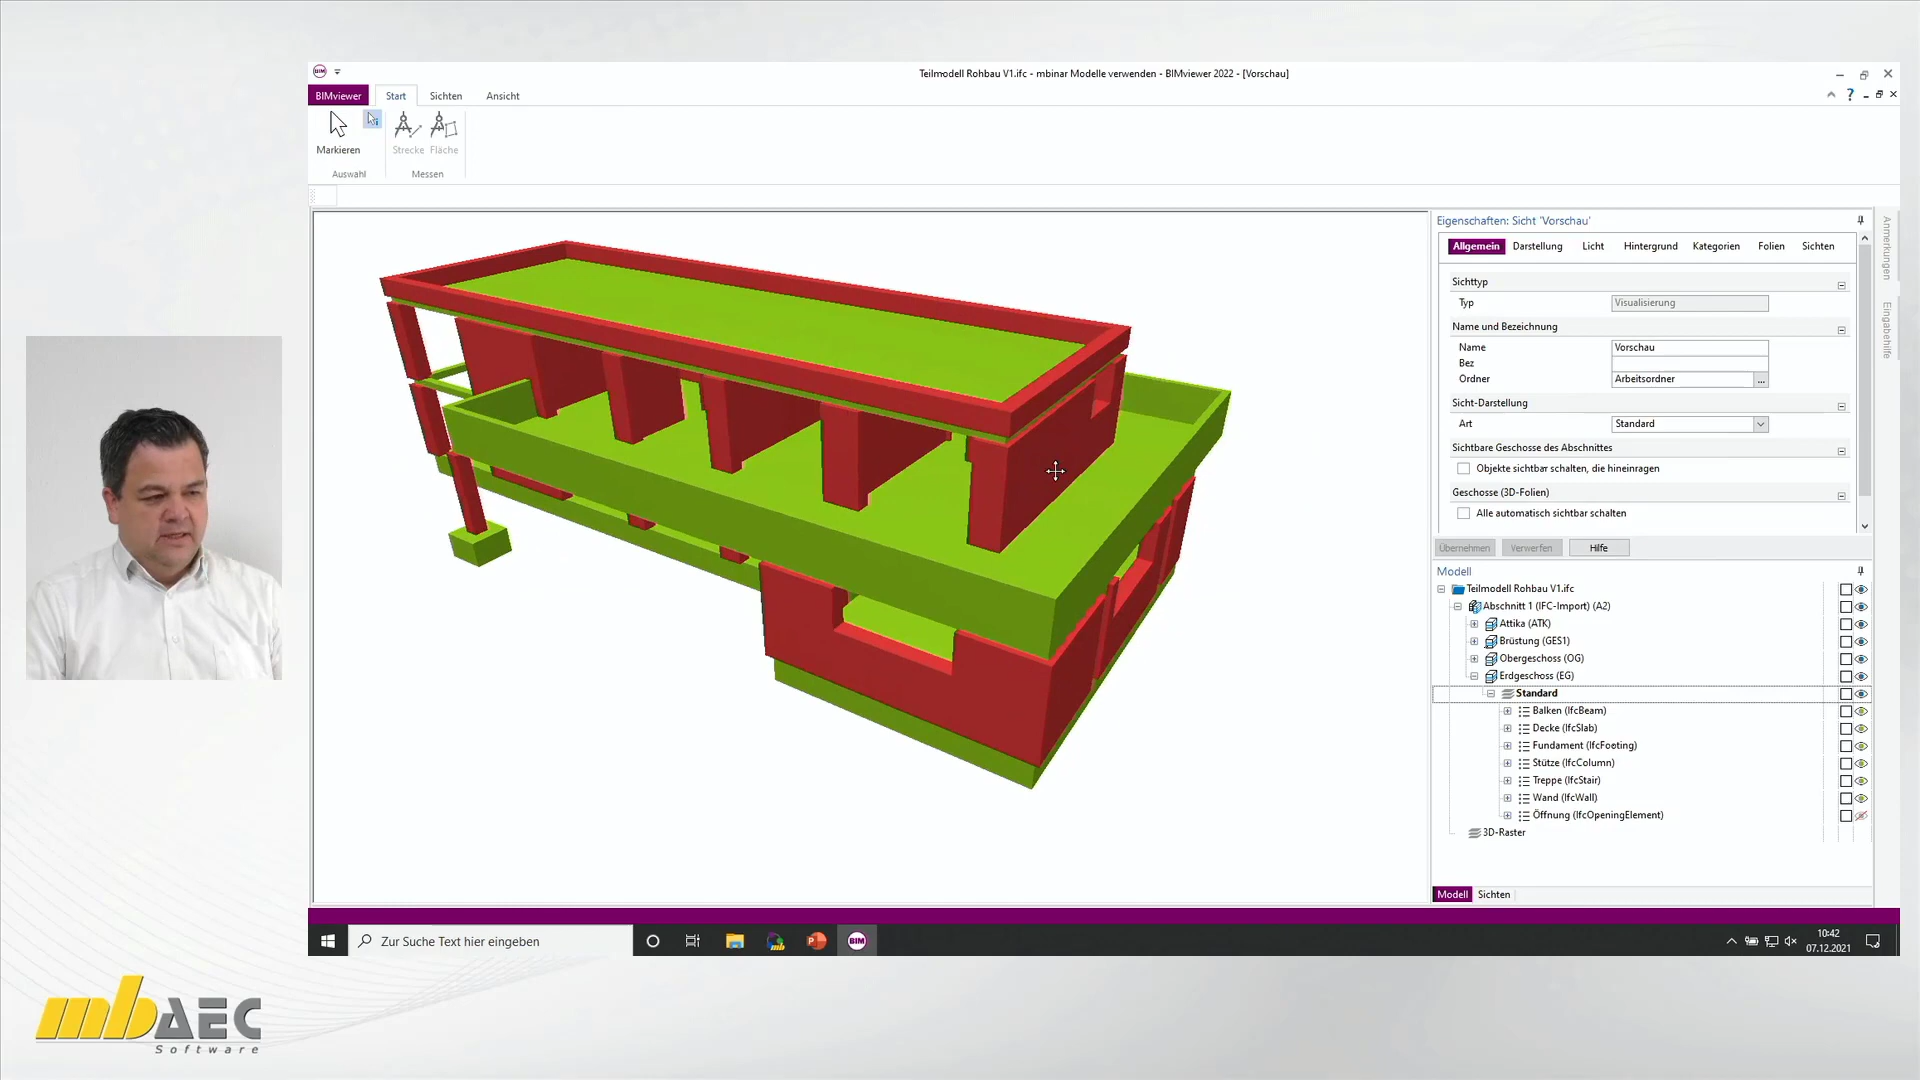 BIM
Teilmodell Rohbau V1.ifc - mbinar Modelle verwenden - BIMviewer 2022 - [Vorschau]
BIMviewer Start Sichten Ansicht
Markieren Strecke Fläche
Auswahl Messen
Eigenschaften: Sicht 'Vorschau'
Allgemein Darstellung Licht Hintergrund Kategorien Folien Sichten
Sichttyp
Typ Visualisierung
Name und Bezeichnung
Name Vorschau
Bez
Ordner Arbeitsordner ...
Sicht-Darstellung
Art Standard
Sichtbare Geschosse des Abschnittes
Objekte sichtbar schalten, die hineinragen
Geschosse (3D-Folien)
Alle automatisch sichtbar schalten
Übernehmen Verwerfen Hilfe
Anmerkungen
Eingabehilfe
Modell
Teilmodell Rohbau V1.ifc
Abschnitt 1 (IFC-Import) (A2)
Attika (ATK)
Brüstung (GES1)
Obergeschoss (OG)
Erdgeschoss (EG)
Standard
Balken (IfcBeam)
Decke (IfcSlab)
Fundament (IfcFooting)
Stütze (IfcColumn)
Treppe (IfcStair)
Wand (IfcWall)
Öffnung (IfcOpeningElement)
3D-Raster
Modell Sichten
Zur Suche Text hier eingeben
mb
P
BIM
10:42
07.12.2021
mbAEC
Software